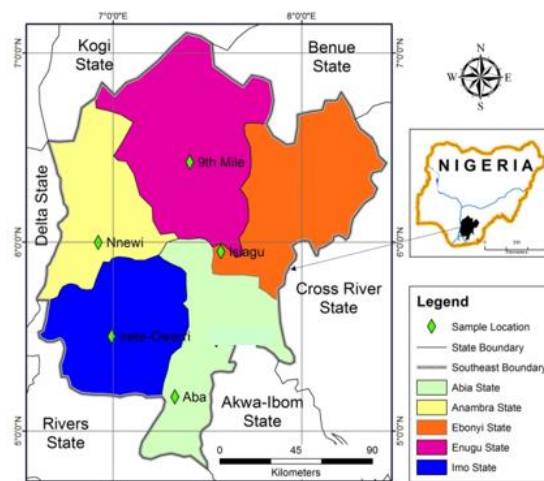 7°0'0"E
8°0'0"E
7°0'0"N
7°0'0"N
Kogi
State
Benue
State
N
W
E
S
9th Mile
Delta State
NIGERIA
6°0'0"N
6°0'0"N
Nnewi
Isiagu
Cross River
State
Legend
Sample Location
State Boundary
Southeast Boundary
Abia State
Anambra State
Ebonyi State
Enugu State
Imo State
Aba
Akwa-Ibom
State
Rivers
State
5°0'0"N
5°0'0"N
0 45 90
Kilometers